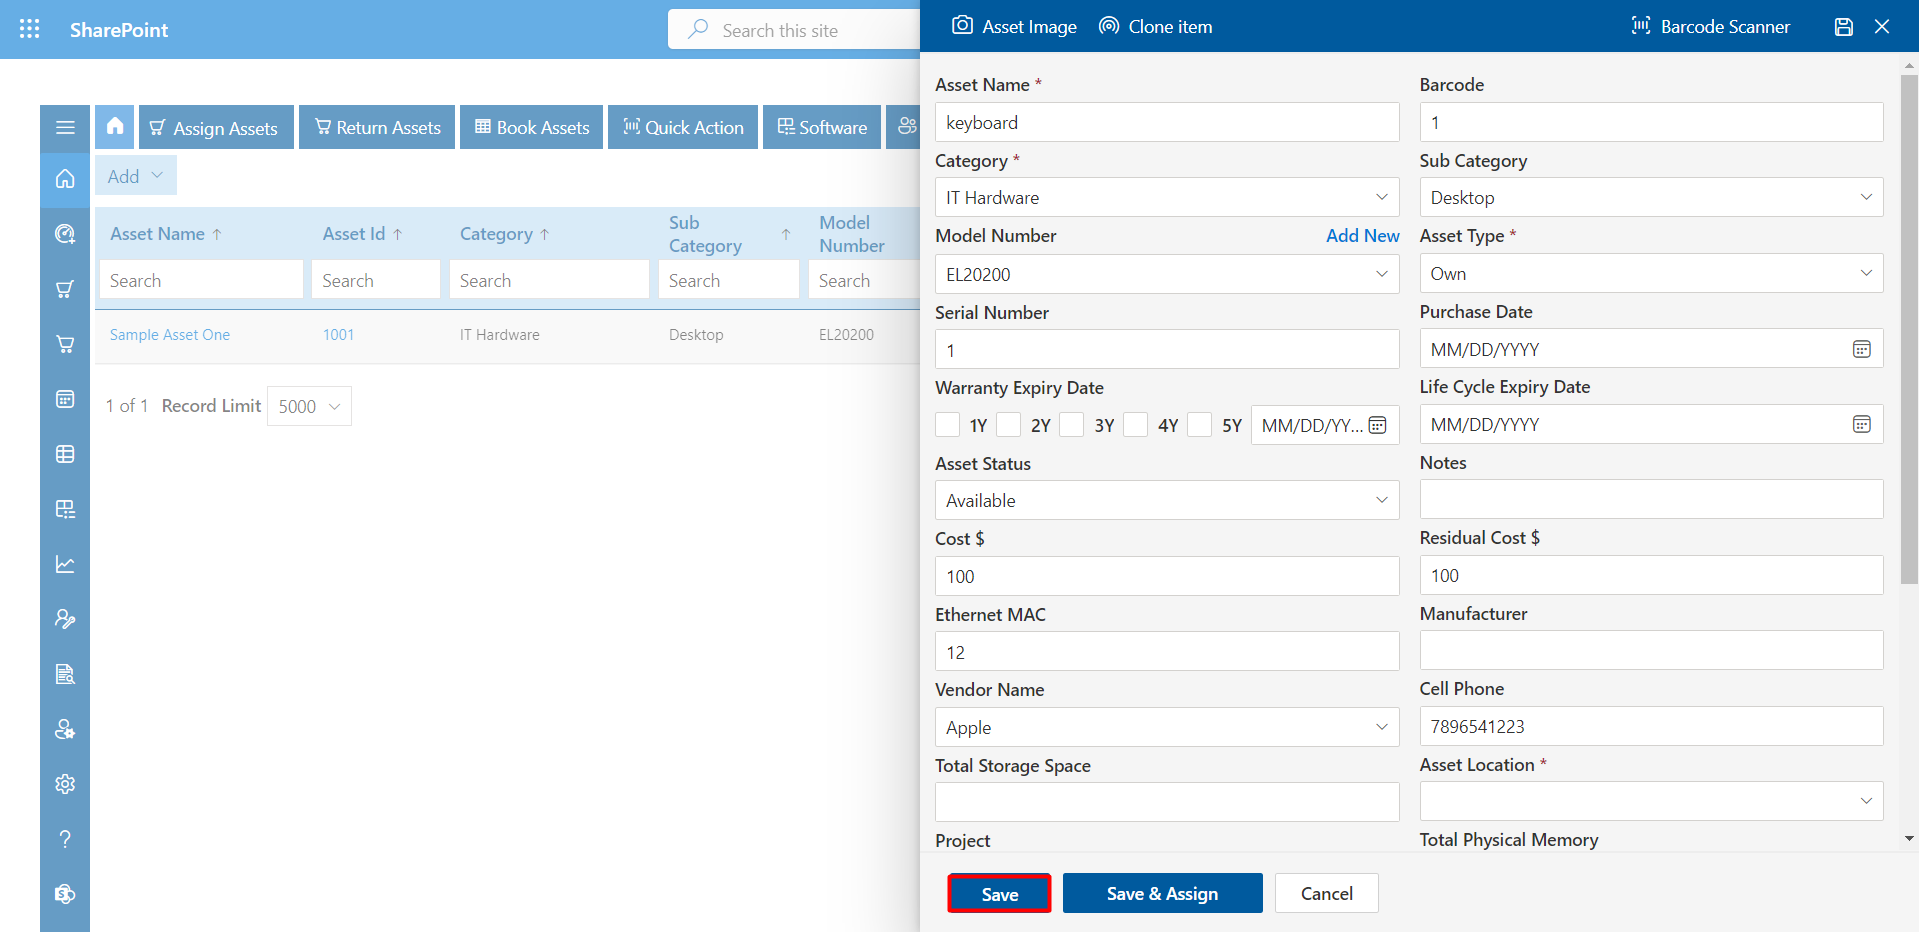 SharePoint
Search this site
Asset Image
Clone item
Barcode Scanner
Assign Assets
Return Assets
Book Assets
Quick Action
Software
Add
Asset Name ↑
Asset Id ↑
Category ↑
Sub Category ↑
Model Number
Search
Search
Search
Search
Search
Sample Asset One
1001
IT Hardware
Desktop
EL20200
1 of 1
Record Limit
5000
Asset Name *
keyboard
Barcode
1
Category *
IT Hardware
Sub Category
Desktop
Model Number
Add New
EL20200
Asset Type *
Own
Serial Number
1
Purchase Date
MM/DD/YYYY
Warranty Expiry Date
1Y 2Y 3Y 4Y 5Y MM/DD/YY...
Life Cycle Expiry Date
MM/DD/YYYY
Asset Status
Available
Notes
Cost $
100
Residual Cost $
100
Ethernet MAC
12
Manufacturer
Vendor Name
Apple
Cell Phone
7896541223
Total Storage Space
Asset Location *
Project
Total Physical Memory
Save
Save & Assign
Cancel